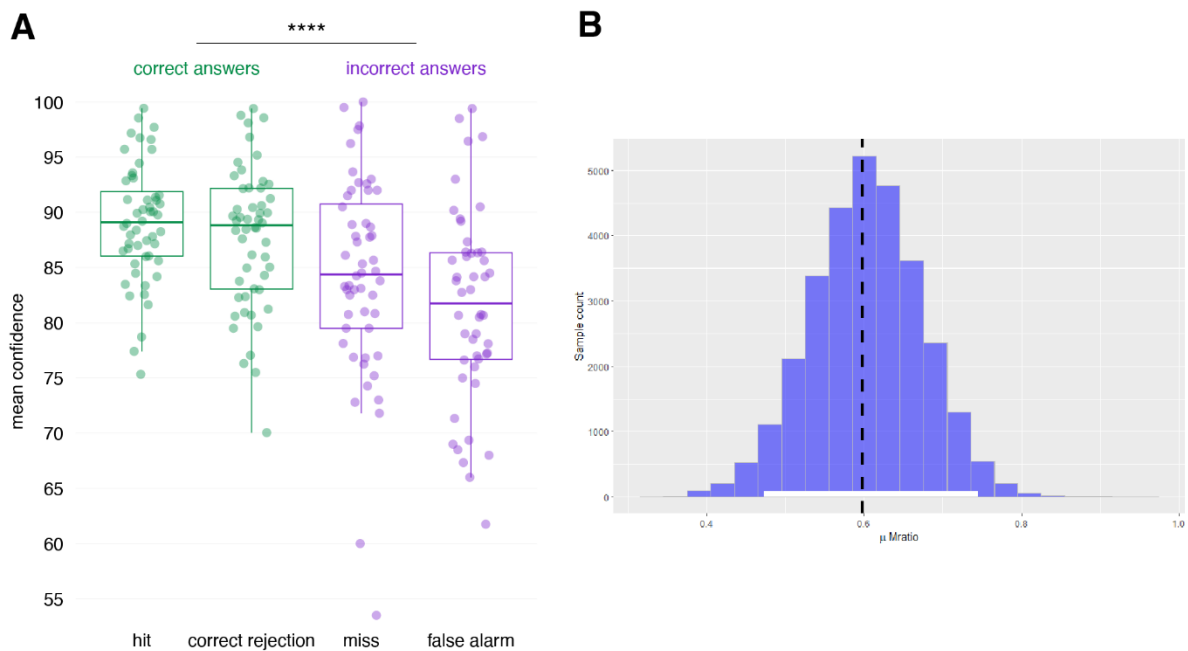 A
****
correct answers incorrect answers
100
95
90
85
80
75
70
65
60
55
mean confidence
hit correct rejection miss false alarm
B
5000
4000
3000
2000
1000
0
Sample count
0.4 0.6 0.8 1.0
μ Mratio